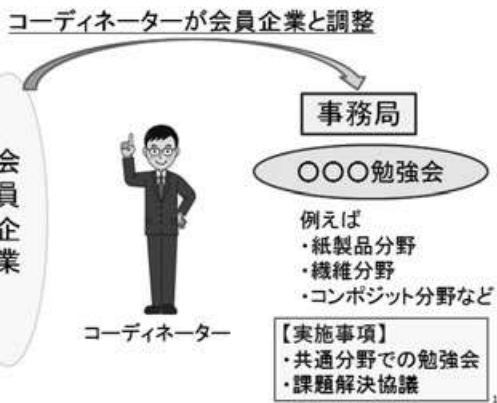 コーディネーターが会員企業と調整
会員企業
事務局
○○○勉強会
例えば
・紙製品分野
・繊維分野
・コンポジット分野など
コーディネーター
【実施事項】
・共通分野での勉強会
・課題解決協議